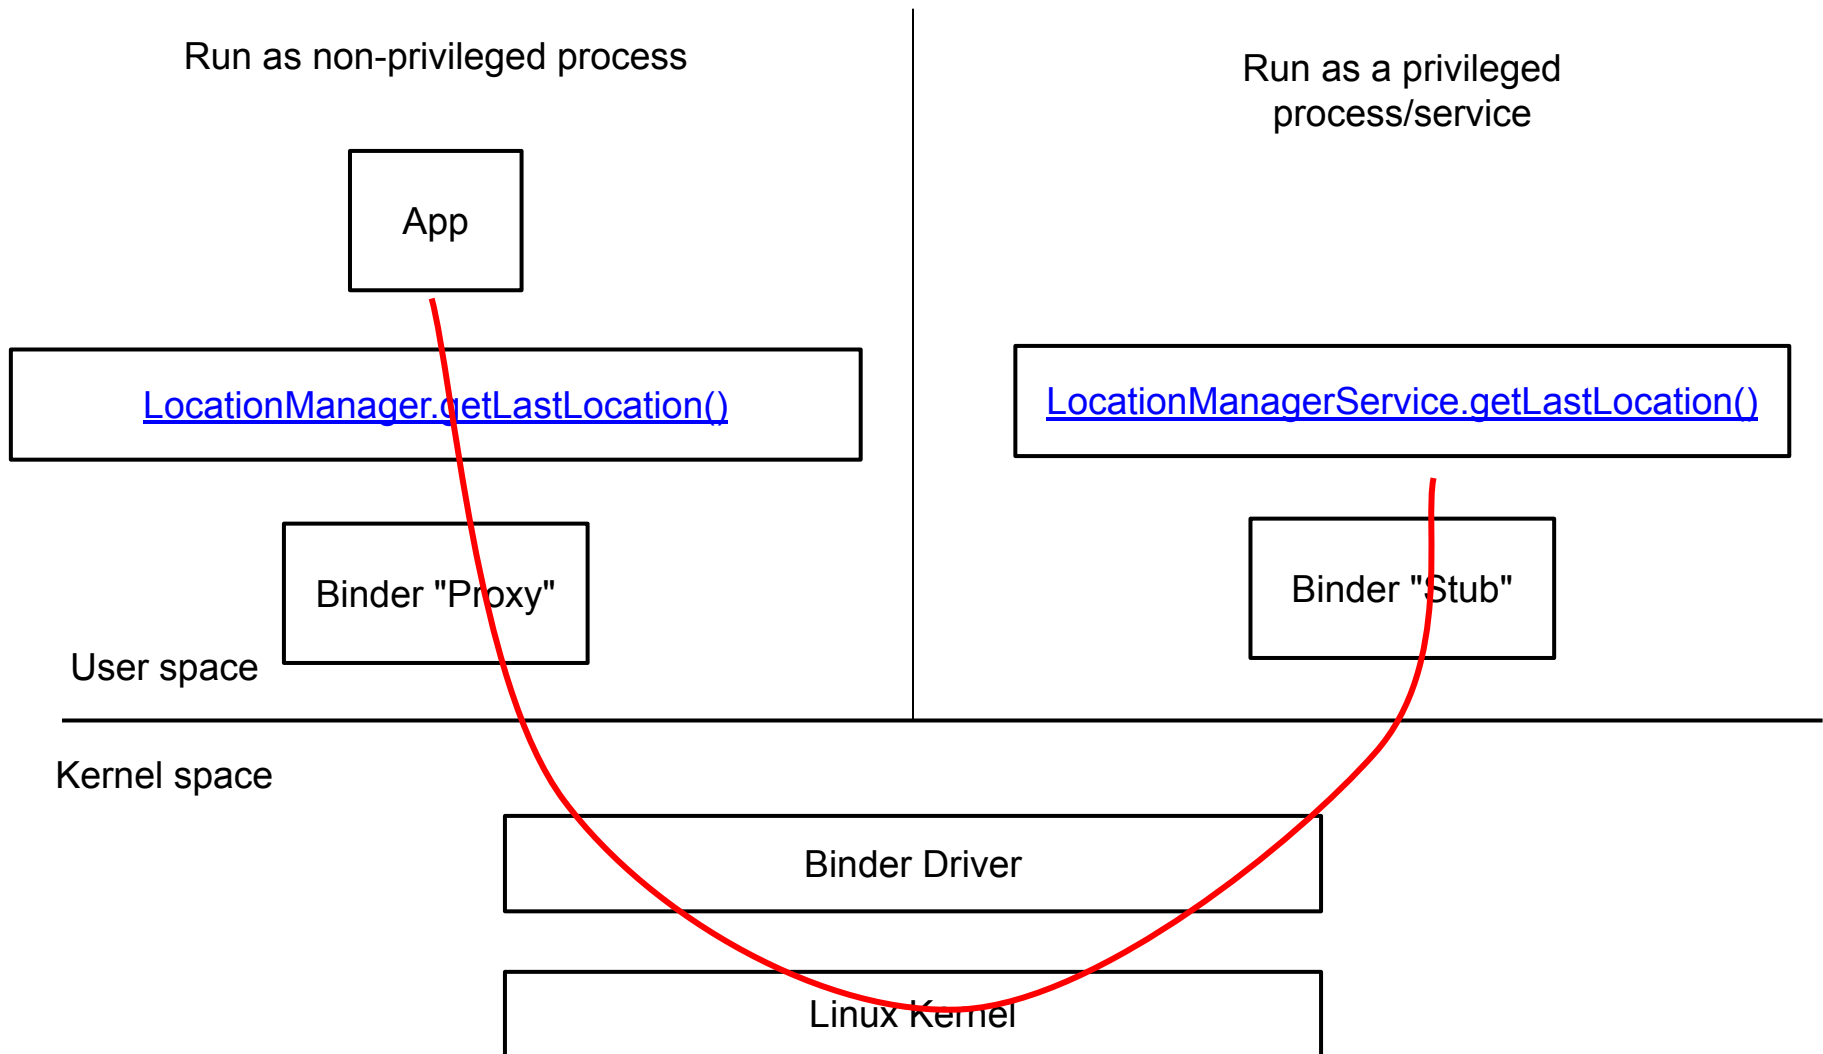 Run as non-privileged process
Run as a privileged
process/service
App
LocationManager.getLastLocation()
LocationManagerService.getLastLocation()
Binder "Proxy"
Binder "Stub"
User space
Kernel space
Binder Driver
Linux Kernel